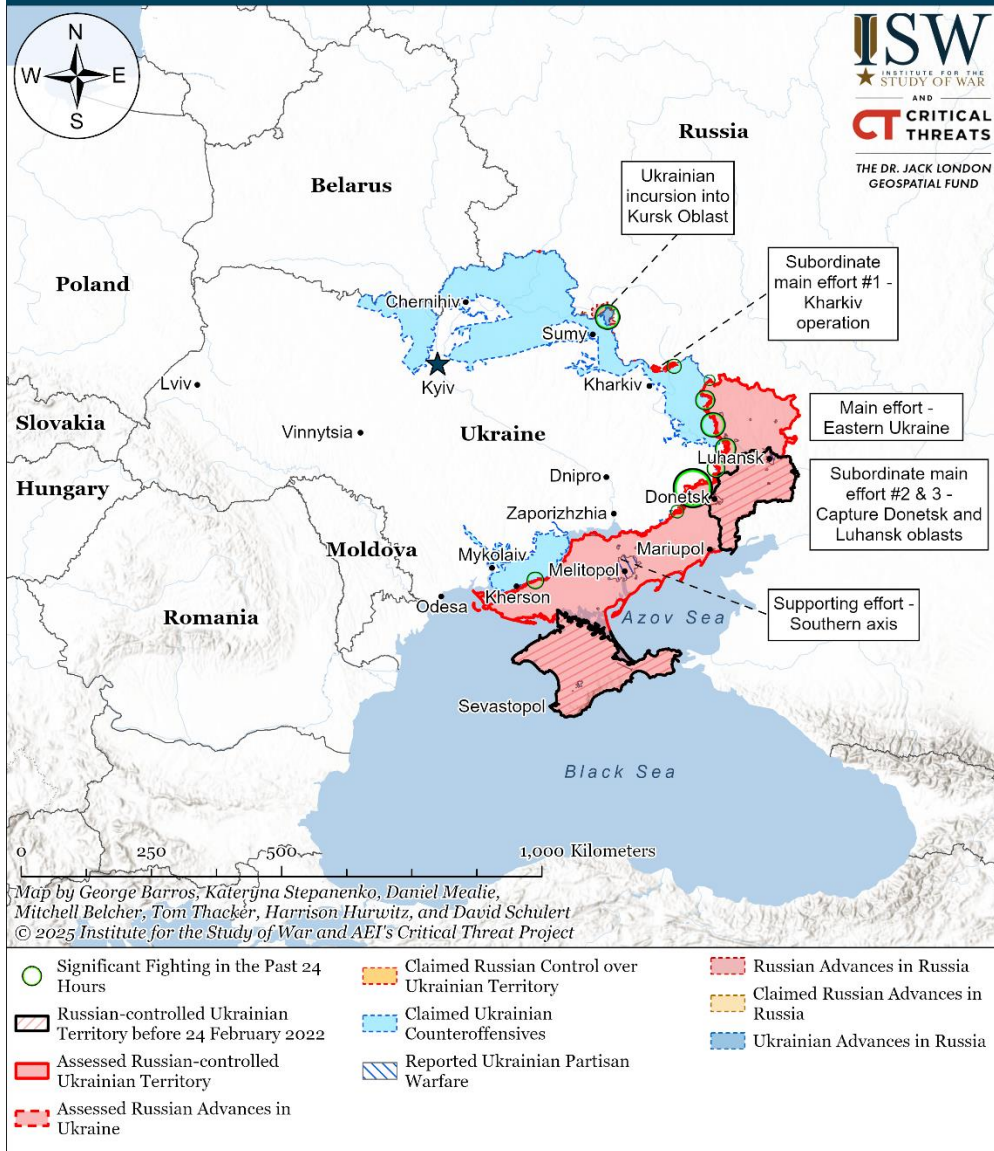 N
W
E
S
ISW
INSTITUTE FOR THE
STUDY OF WAR
AND
CT CRITICAL
THREATS
THE DR. JACK LONDON
GEOSPATIAL FUND
Russia
Belarus
Ukrainian
incursion into
Kursk Oblast
Poland
Subordinate
main effort #1 -
Kharkiv
operation
Chernihiv
Sumy
Kyiv
Kharkiv
Lviv
Slovakia
Vinnytsia
Ukraine
Main effort -
Eastern Ukraine
Luhansk
Hungary
Dnipro
Donetsk
Subordinate main
effort #2 & 3 -
Capture Donetsk and
Luhansk oblasts
Zaporizhzhia
Moldova
Mykolaiv
Mariupol
Melitopol
Kherson
Odesa
Romania
Azov Sea
Supporting effort -
Southern axis
Sevastopol
Black Sea
0 250 500 1,000 Kilometers
Map by George Barros, Kateryna Stepanenko, Daniel Mealie,
Mitchell Belcher, Tom Thacker, Harrison Hurwitz, and David Schulert
© 2025 Institute for the Study of War and AEI's Critical Threat Project
Significant Fighting in the Past 24
Hours
Russian-controlled Ukrainian
Territory before 24 February 2022
Assessed Russian-controlled
Ukrainian Territory
Assessed Russian Advances in
Ukraine
Claimed Russian Control over
Ukrainian Territory
Claimed Ukrainian
Counteroffensives
Reported Ukrainian Partisan
Warfare
Russian Advances in Russia
Claimed Russian Advances in
Russia
Ukrainian Advances in Russia